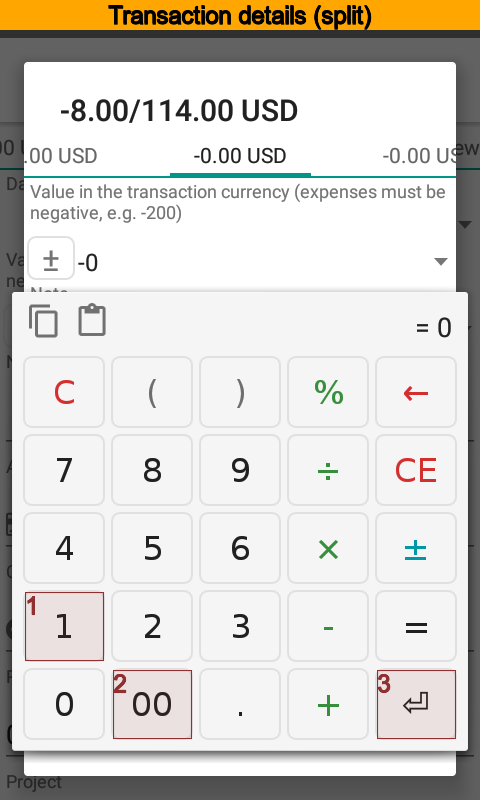 Transaction details (split)
-8.00/114.00 USD
.00 USD
-0.00 USD
-0.00 US
Value in the transaction currency (expenses must be
negative, e.g. -200)
± -0
= 0
C ( ) % ←
7 8 9 ÷ CE
4 5 6 × ±
1 1 2 3 - =
0 2 00 . + 3 ⏎
Project